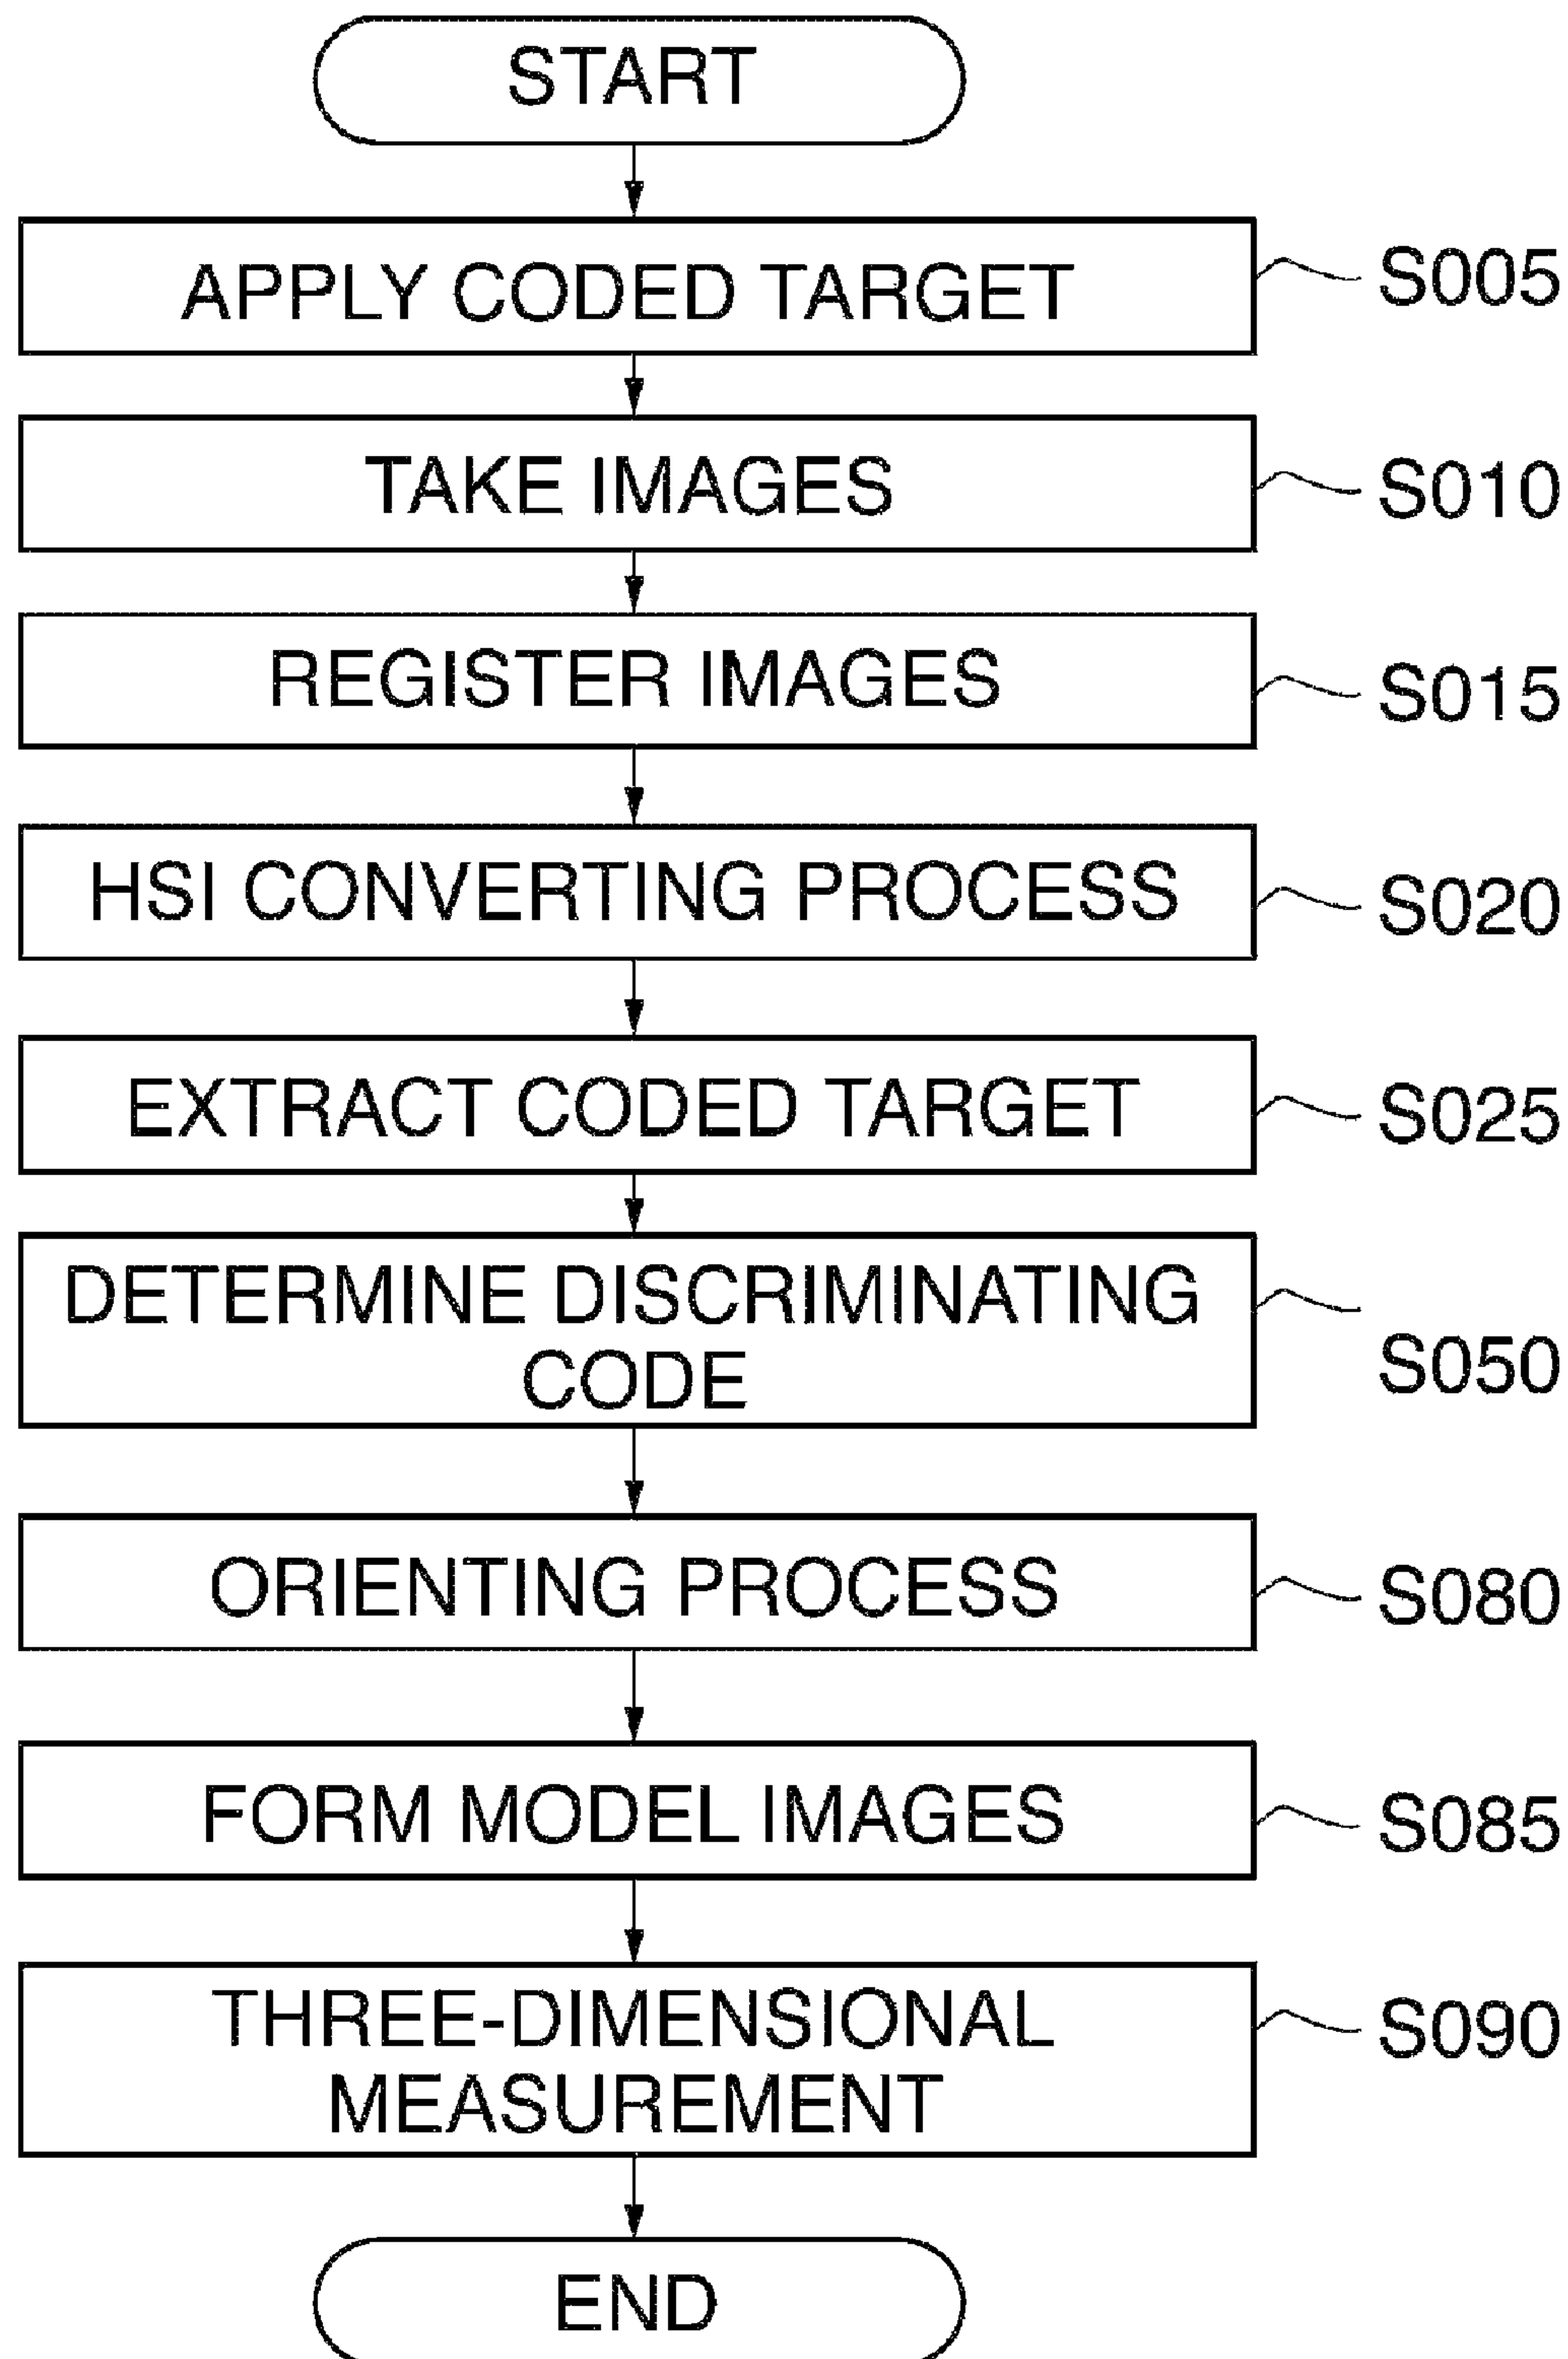 START
APPLY CODED TARGET
S005
TAKE IMAGES
S010
REGISTER IMAGES
S015
HSI CONVERTING PROCESS
S020
EXTRACT CODED TARGET
S025
DETERMINE DISCRIMINATING
CODE
S050
ORIENTING PROCESS
S080
FORM MODEL IMAGES
S085
THREE-DIMENSIONAL
MEASUREMENT
S090
END